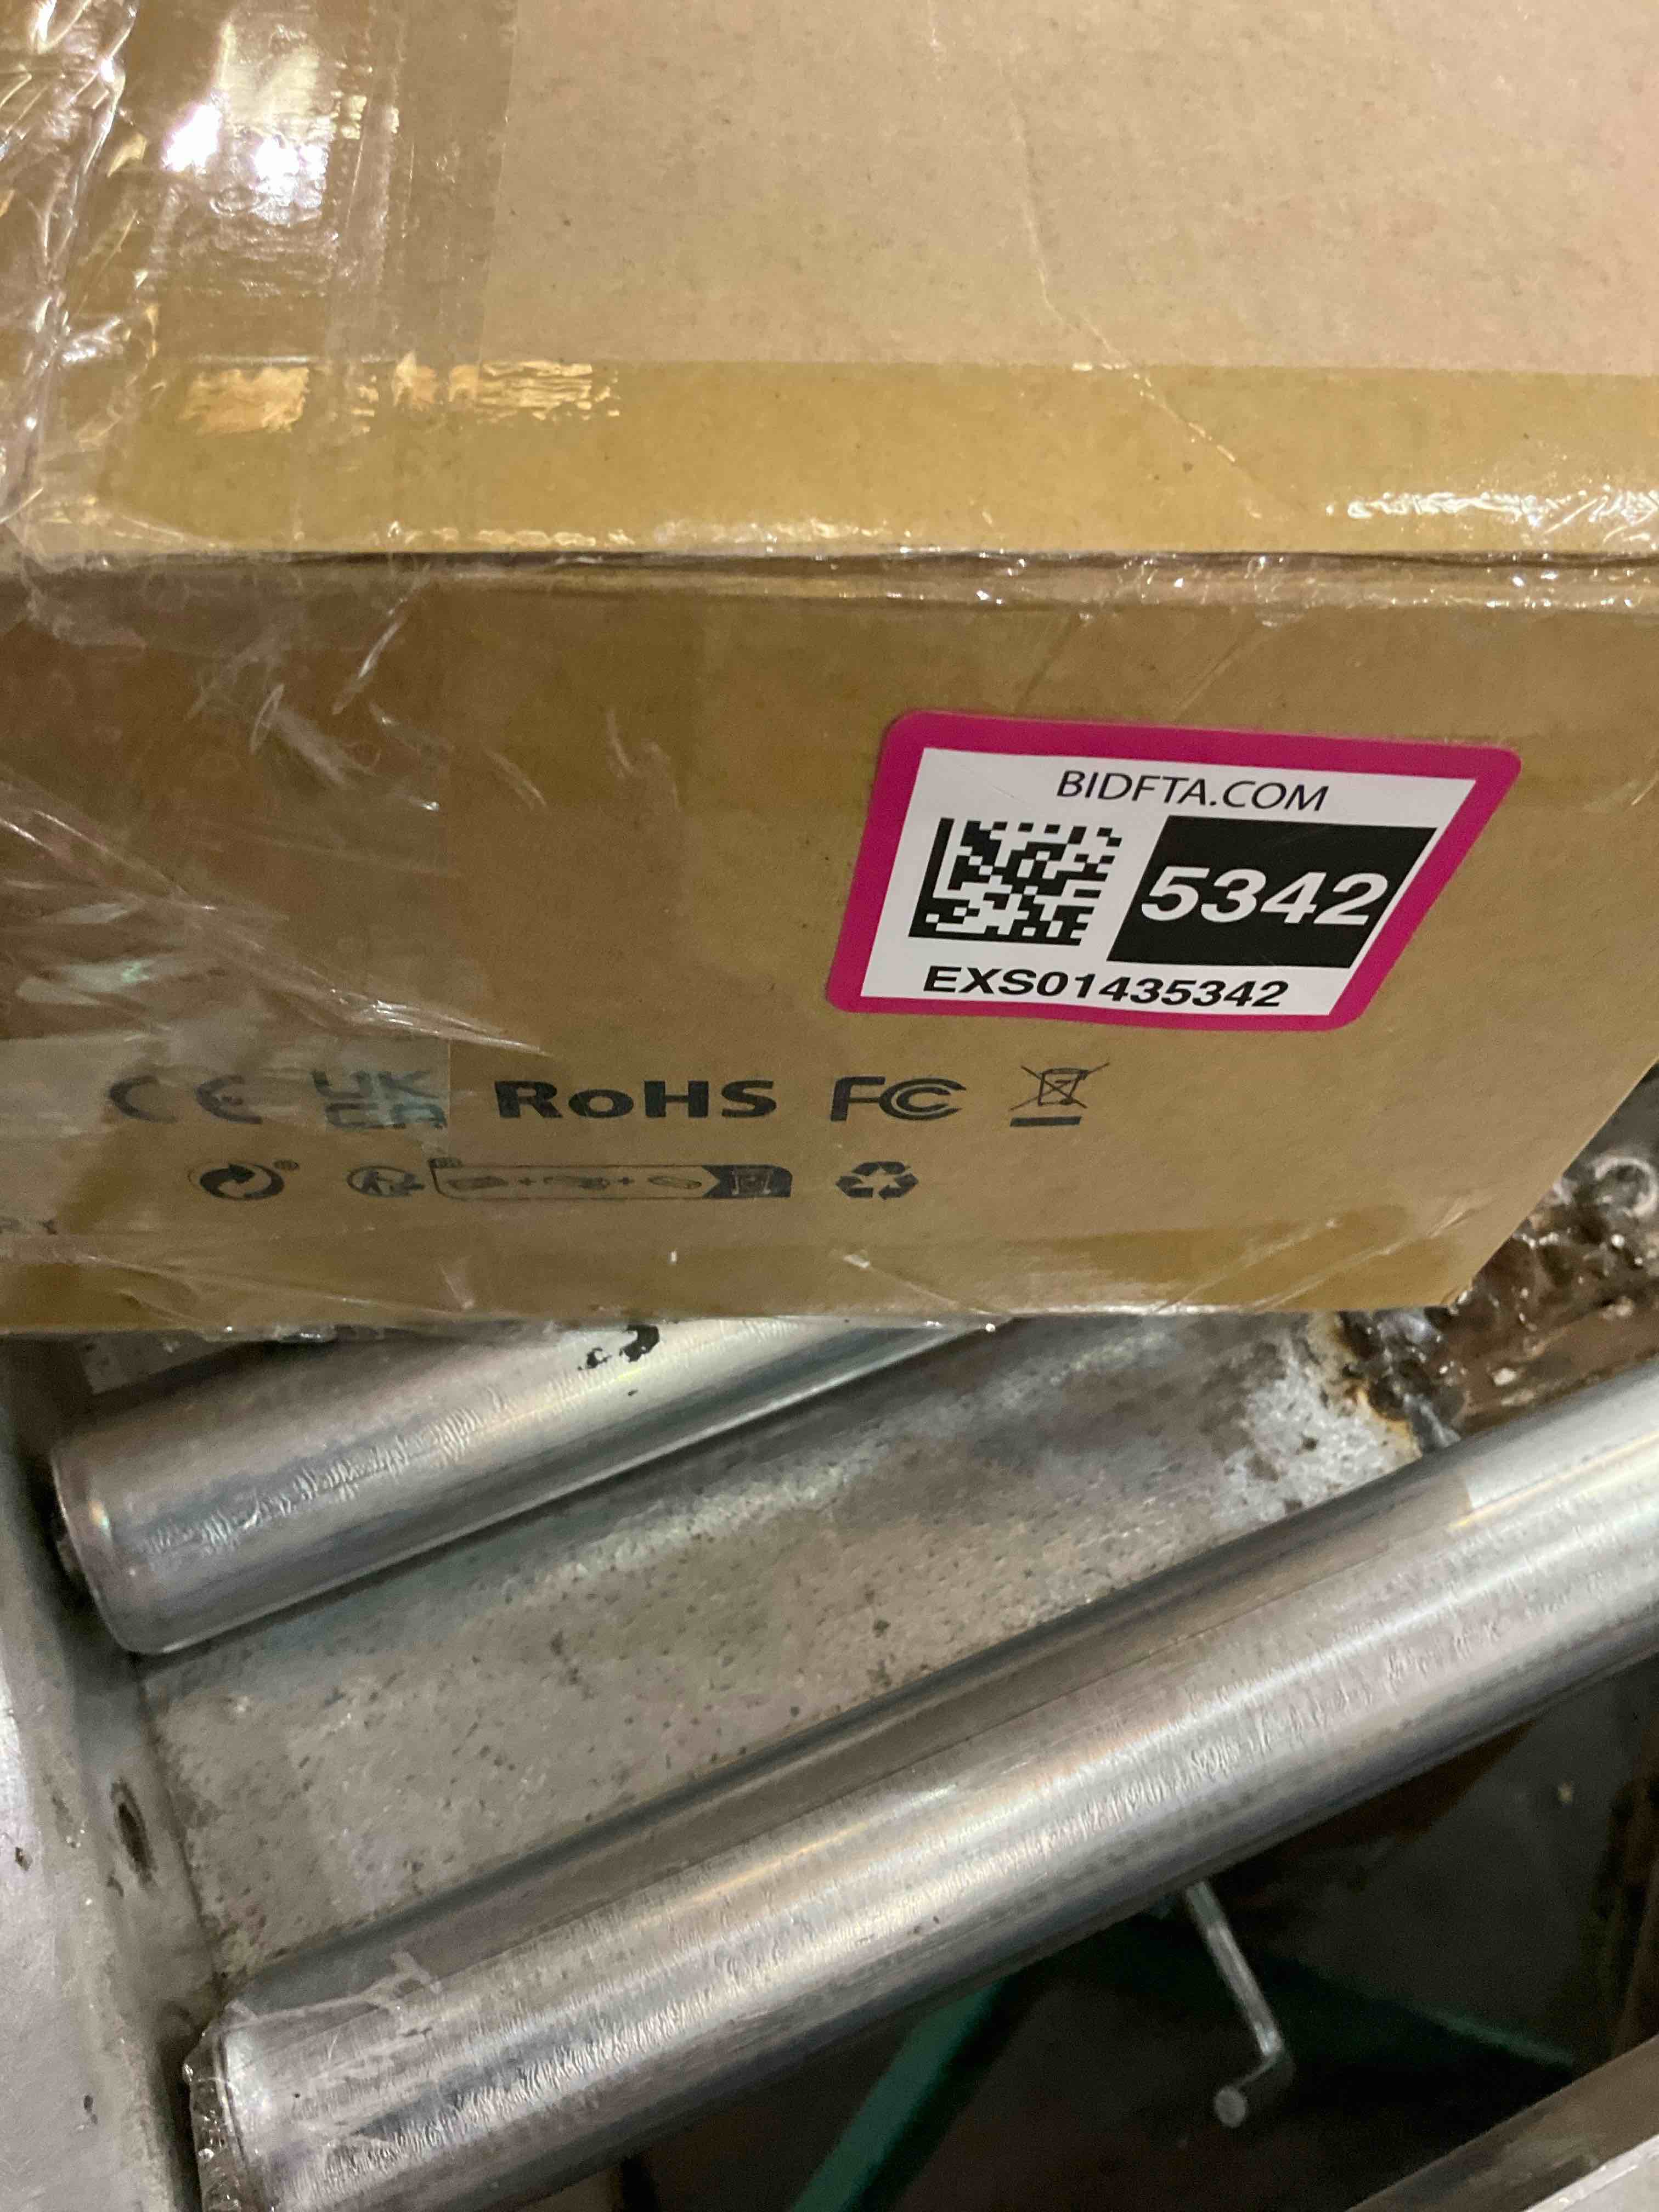 BIDFTA.COM
5342
EXS01435342
CE UK CA RoHS FC